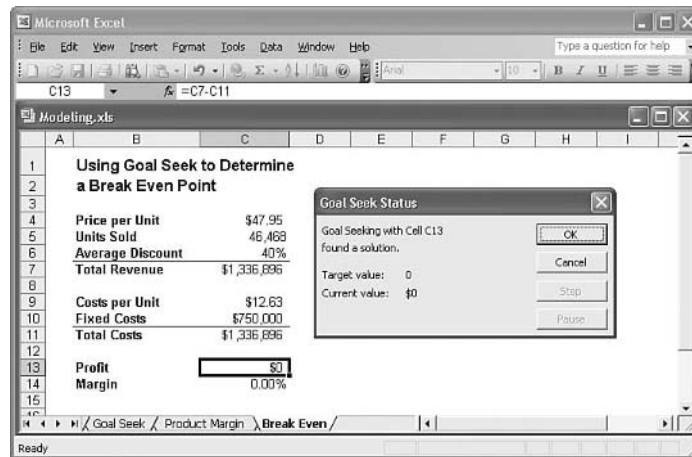 Microsoft Excel
File Edit View Insert Format Tools Data Window Help Type a question for help
Arial 10 B I U
C13 fx =C7-C11
Modeling.xls
A B C D E F G H I
1 Using Goal Seek to Determine
2 a Break Even Point
3
4 Price per Unit $47.95
5 Units Sold 46,468
6 Average Discount 40%
7 Total Revenue $1,336,896
8
9 Costs per Unit $12.63
10 Fixed Costs $750,000
11 Total Costs $1,336,896
12
13 Profit $0
14 Margin 0.00%
15
16
Goal Seek Status
Goal Seeking with Cell C13
found a solution.
Target value: 0
Current value: $0
OK
Cancel
Step
Pause
Goal Seek / Product Margin \ Break Even /
Ready